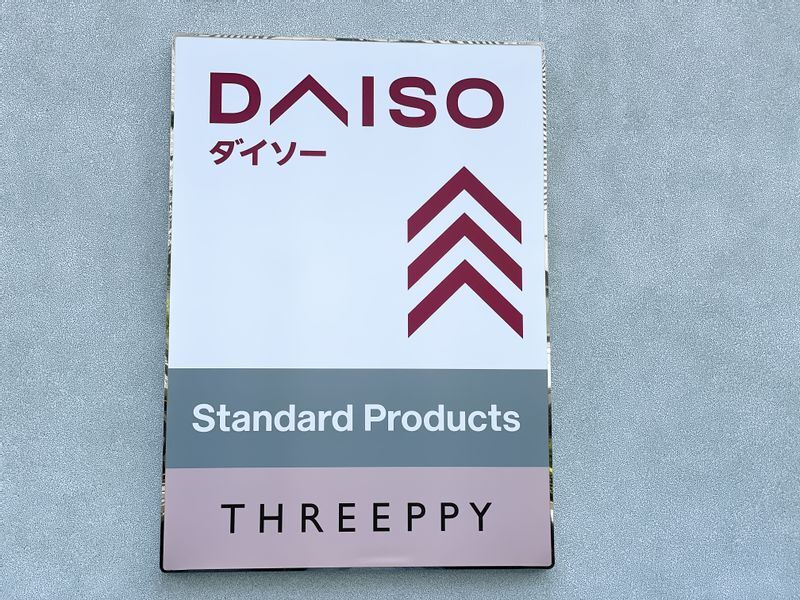 DAISO
ダイソー
Standard Products
THREEPPY